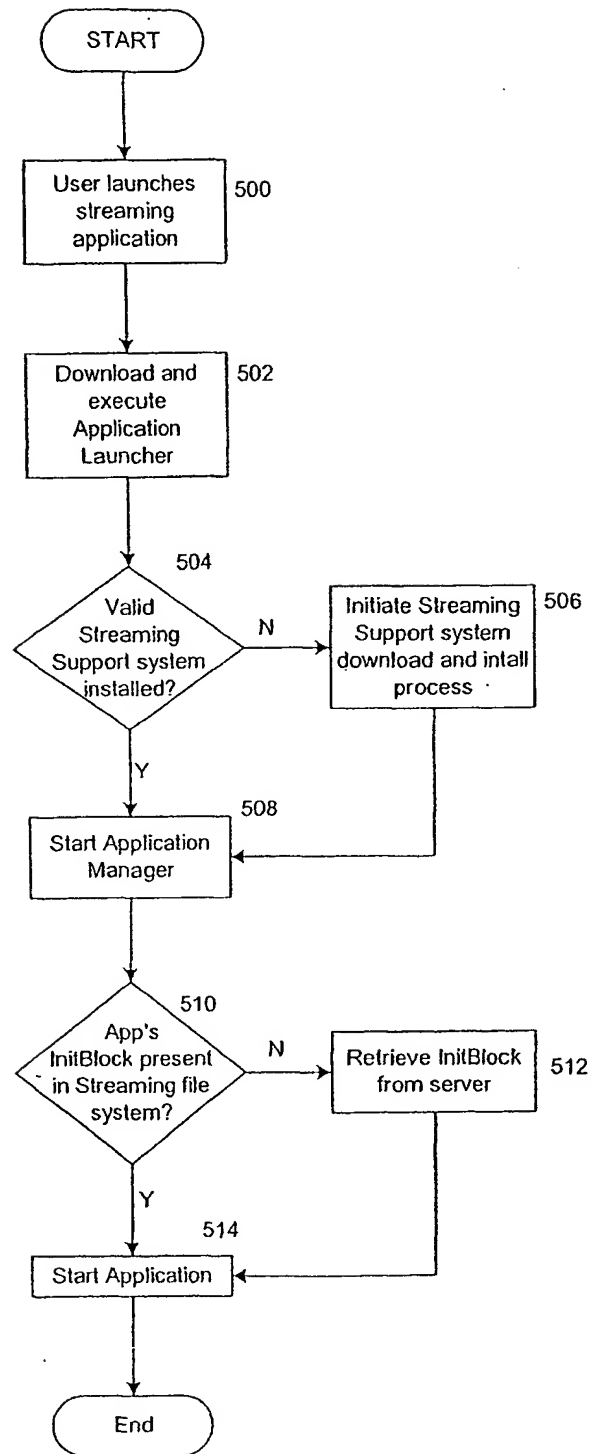 START
User launches
streaming
application
500
Download and
execute
Application
Launcher
502
504
Valid
Streaming
Support system
installed?
N
Initiate Streaming
Support system
download and intall
process
506
Y
508
Start Application
Manager
510
App's
InitBlock present
in Streaming file
system?
N
Retrieve InitBlock
from server
512
Y
514
Start Application
End